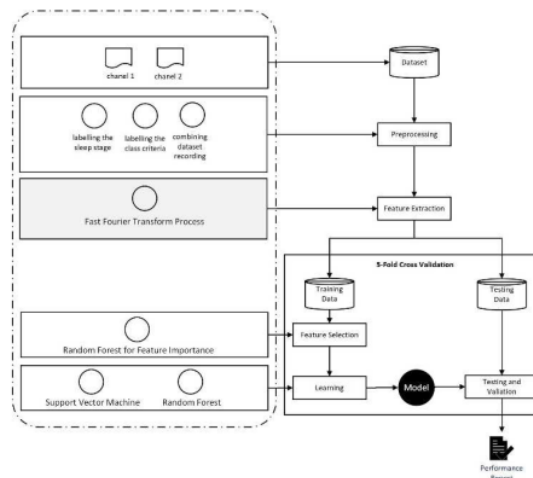 chanel 1
chanel 2
Dataset
labelling the
sleep stage
labelling the
class criteria
combining
dataset
recording
Preprocessing
Fast Fourier Transform Process
Feature Extraction
5-Fold Cross Validation
Training
Data
Testing
Data
Random Forest for Feature Importance
Feature Selection
Support Vector Machine
Random Forest
Learning
Model
Testing and
Valiation
Performance